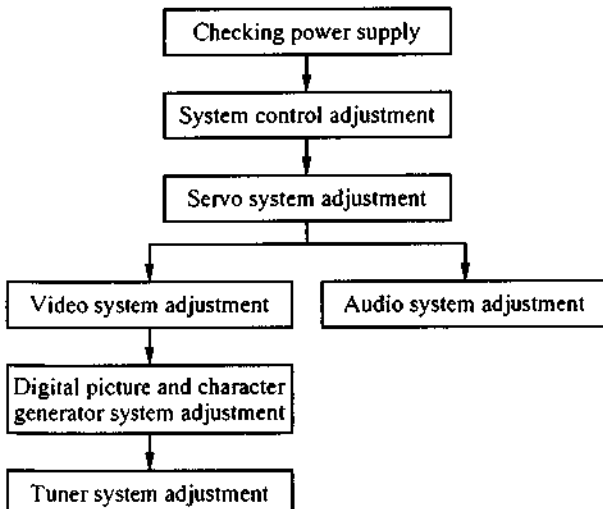 Checking power supply
System control adjustment
Servo system adjustment
Video system adjustment
Audio system adjustment
Digital picture and character
generator system adjustment
Tuner system adjustment